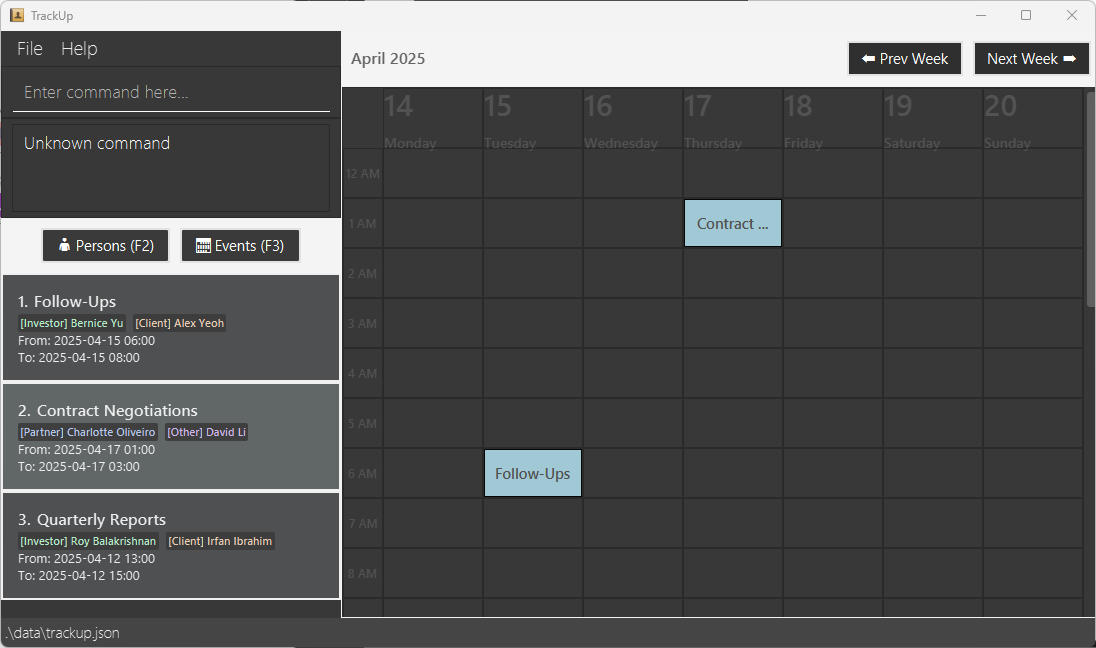 TrackUp
File Help
Enter command here...
Unknown command
Persons (F2) Events (F3)
1. Follow-Ups
[Investor] Bernice Yu [Client] Alex Yeoh
From: 2025-04-15 06:00
To: 2025-04-15 08:00
2. Contract Negotiations
[Partner] Charlotte Oliveiro [Other] David Li
From: 2025-04-17 01:00
To: 2025-04-17 03:00
3. Quarterly Reports
[Investor] Roy Balakrishnan [Client] Irfan Ibrahim
From: 2025-04-12 13:00
To: 2025-04-12 15:00
.\data\trackup.json
April 2025
Prev Week Next Week
14 15 16 17 18 19 20
Monday Tuesday Wednesday Thursday Friday Saturday Sunday
12 AM
1 AM Contract ...
2 AM
3 AM
4 AM
5 AM
6 AM Follow-Ups
7 AM
8 AM